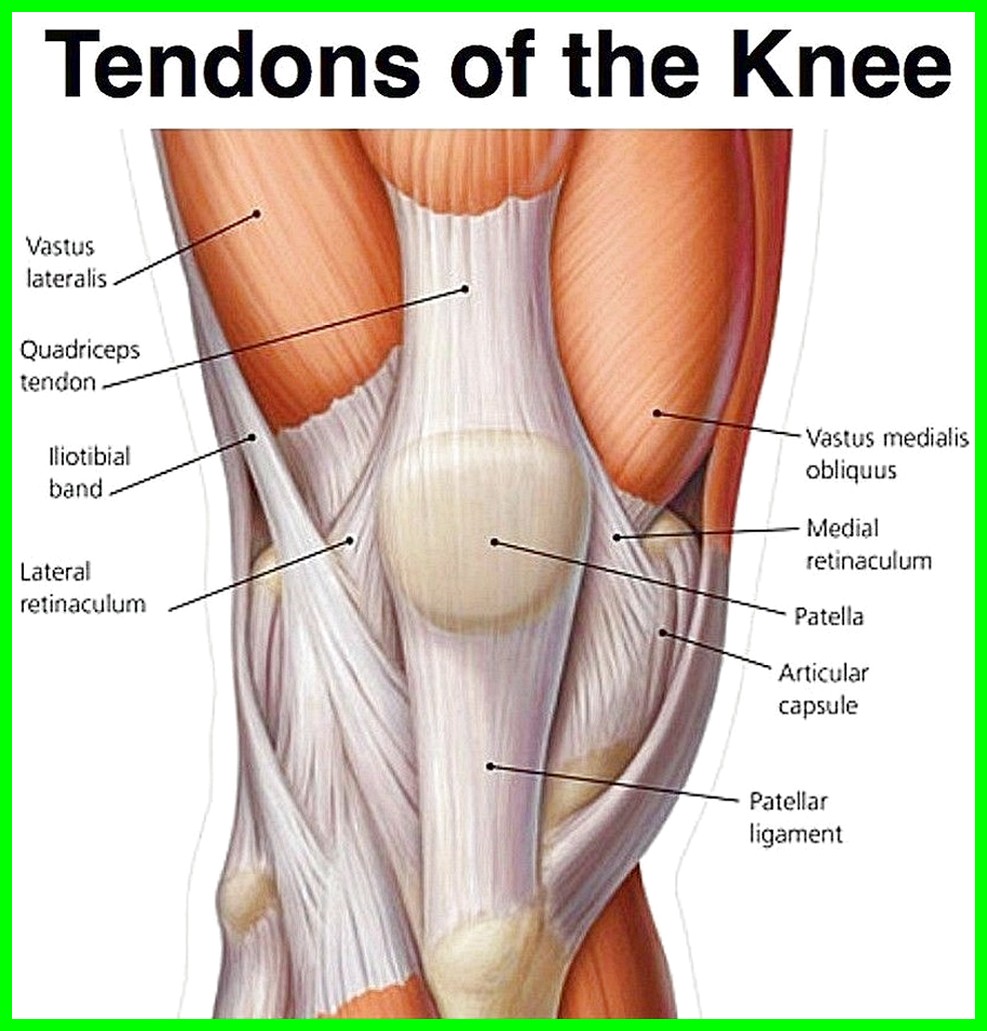 Tendons of the Knee
Vastus
lateralis
Quadriceps
tendon
Iliotibial
band
Lateral
retinaculum
Vastus medialis
obliquus
Medial
retinaculum
Patella
Articular
capsule
Patellar
ligament